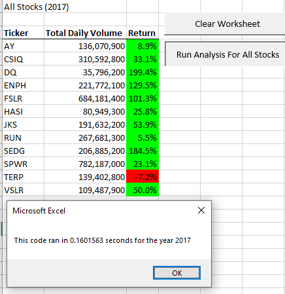 All Stocks (2017)
Clear Worksheet
Ticker Total Daily Volume Return
Run Analysis For All Stocks
AY 136,070,900 8.9%
CSIQ 310,592,800 33.1%
DQ 35,796,200 199.4%
ENPH 221,772,100 129.5%
FSLR 684,181,400 101.3%
HASI 80,949,300 25.8%
JKS 191,632,200 53.9%
RUN 267,681,300 5.5%
SEDG 206,885,200 184.5%
SPWR 782,187,000 23.1%
TERP 139,402,800 -7.2%
VSLR 109,487,900 50.0%
Microsoft Excel
This code ran in 0.1601563 seconds for the year 2017
OK